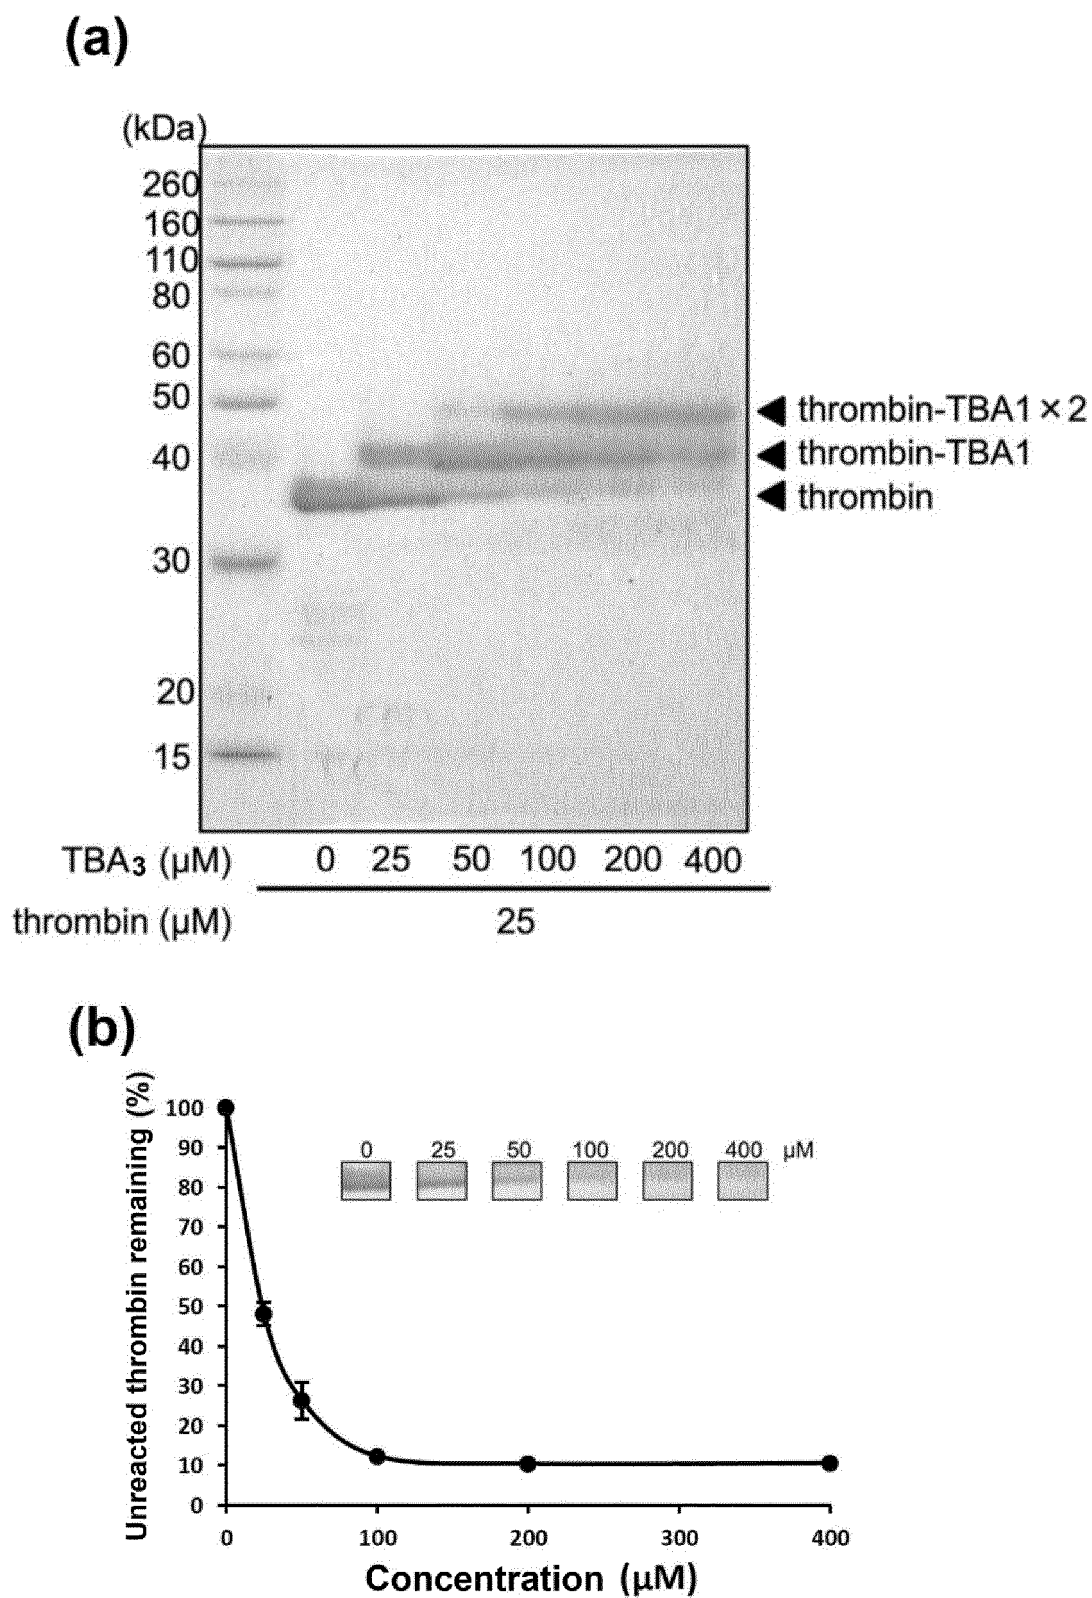 (a)
(kDa)
260
160
110
80
60
50
40
30
20
15
thrombin-TBA1×2
thrombin-TBA1
thrombin
TBA3 (μM) 0 25 50 100 200 400
thrombin (μM) 25
(b)
Unreacted thrombin remaining (%)
100
90
80
70
60
50
40
30
20
10
0
0 25 50 100 200 400 μM
0 100 200 300 400
Concentration (μM)